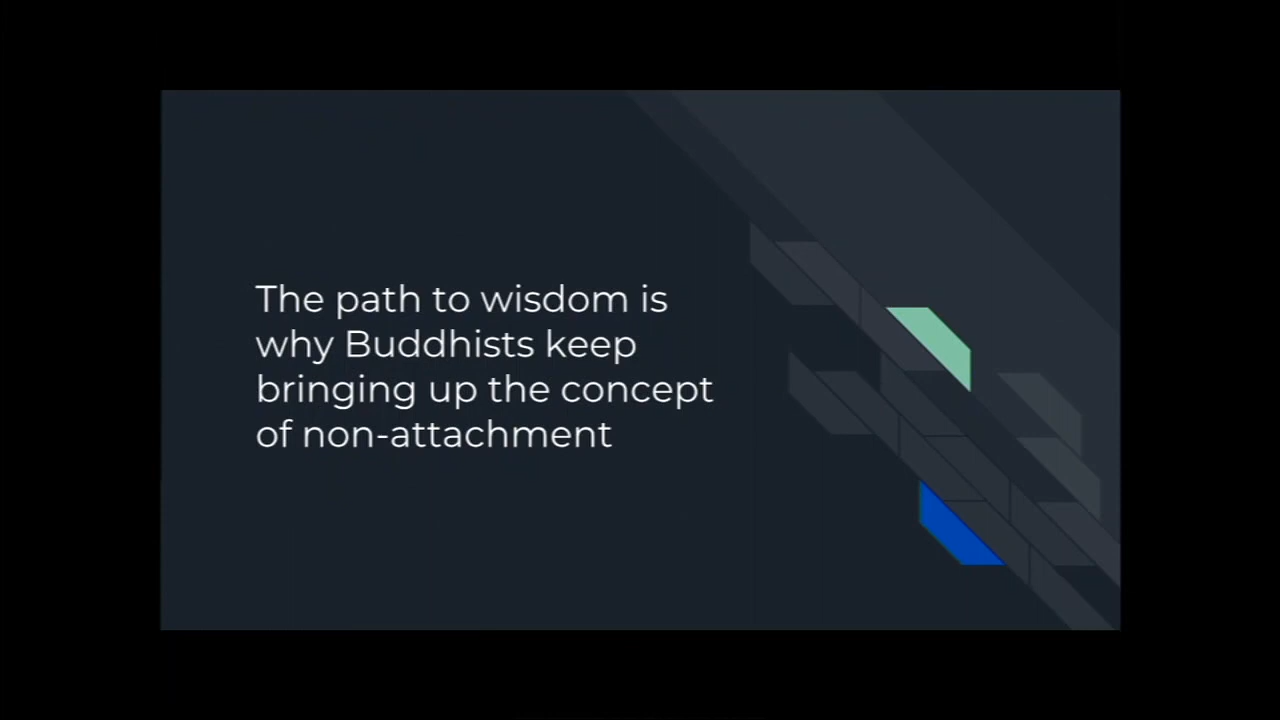 The path to wisdom is
why Buddhists keep
bringing up the concept
of non-attachment